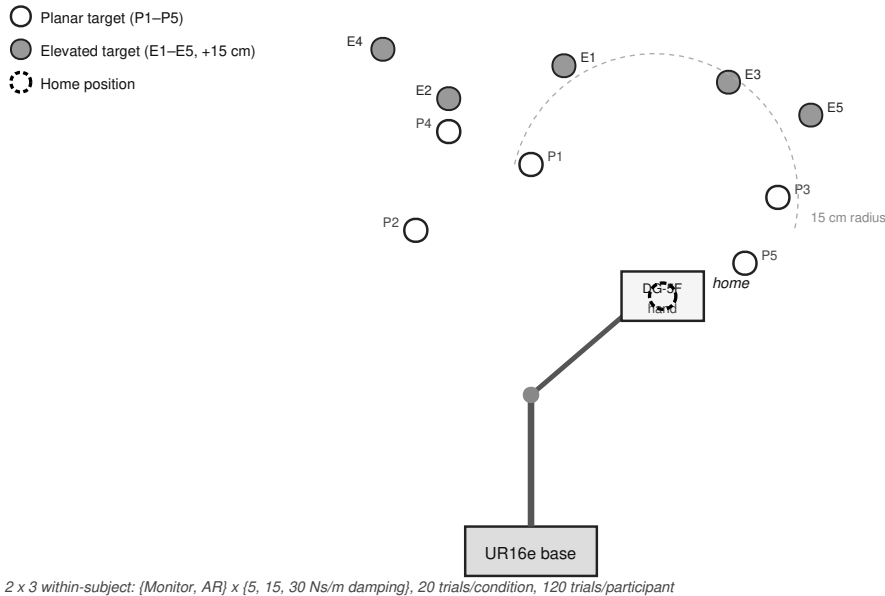 Planar target (P1–P5)
Elevated target (E1–E5, +15 cm)
Home position
E4
E1
E3
E2
E5
P4
P1
P3
15 cm radius
P2
P5
home
DG-5F
hand
UR16e base
2 x 3 within-subject: {Monitor, AR} x {5, 15, 30 Ns/m damping}, 20 trials/condition, 120 trials/participant